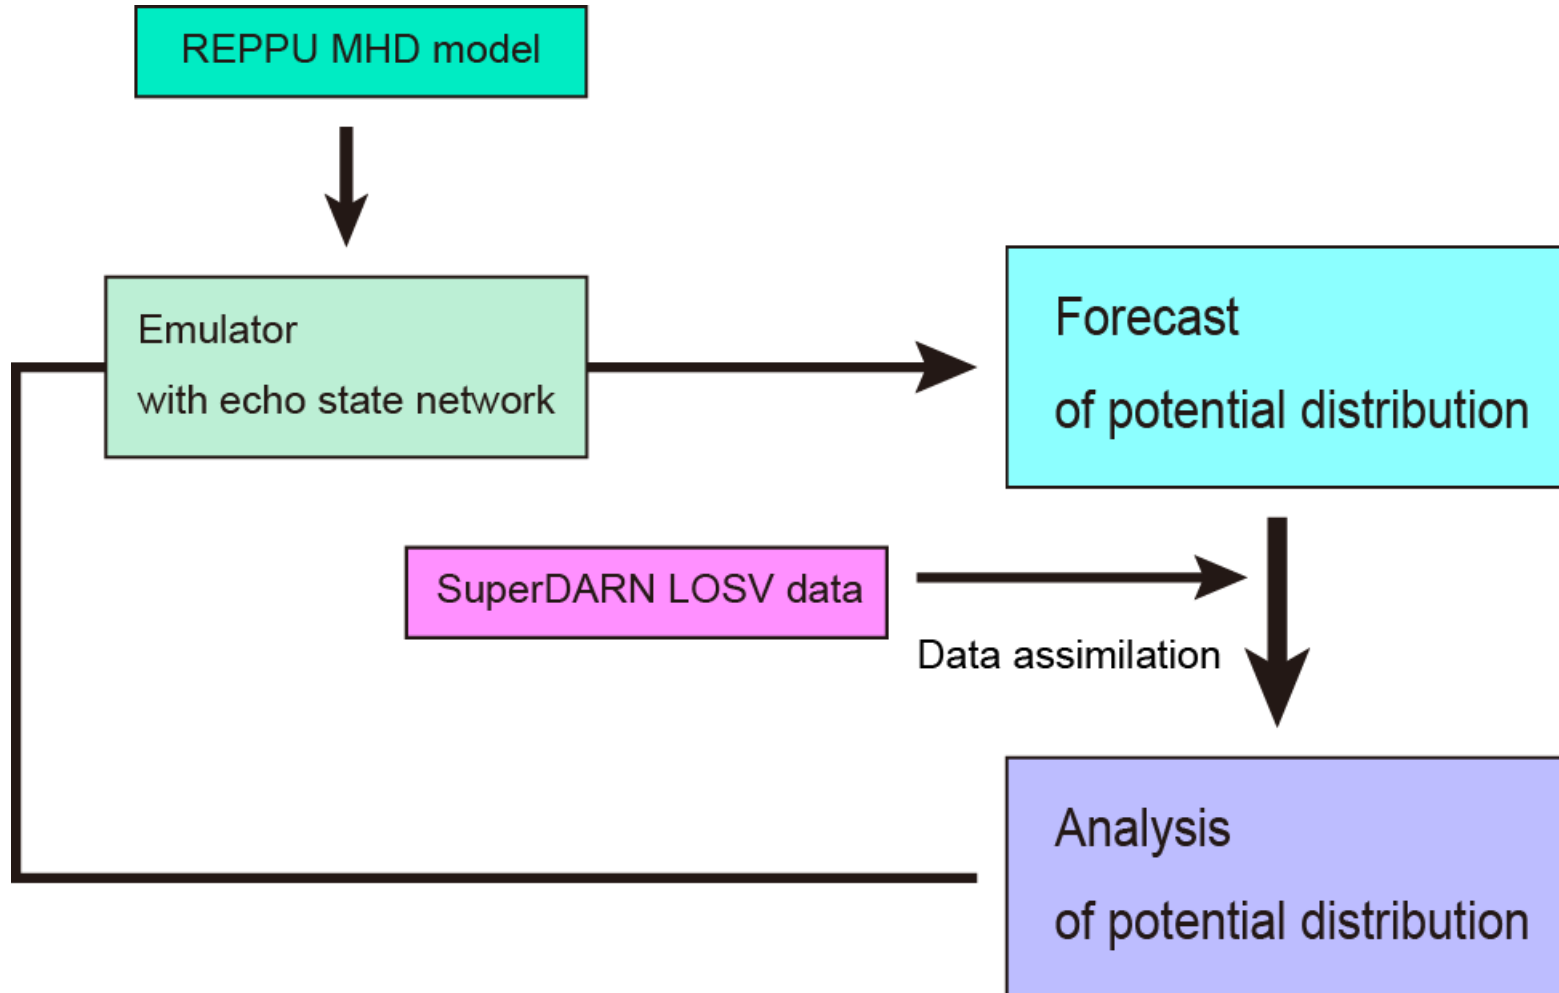 REPPU MHD model
Emulator
with echo state network
Forecast
of potential distribution
SuperDARN LOSV data
Data assimilation
Analysis
of potential distribution